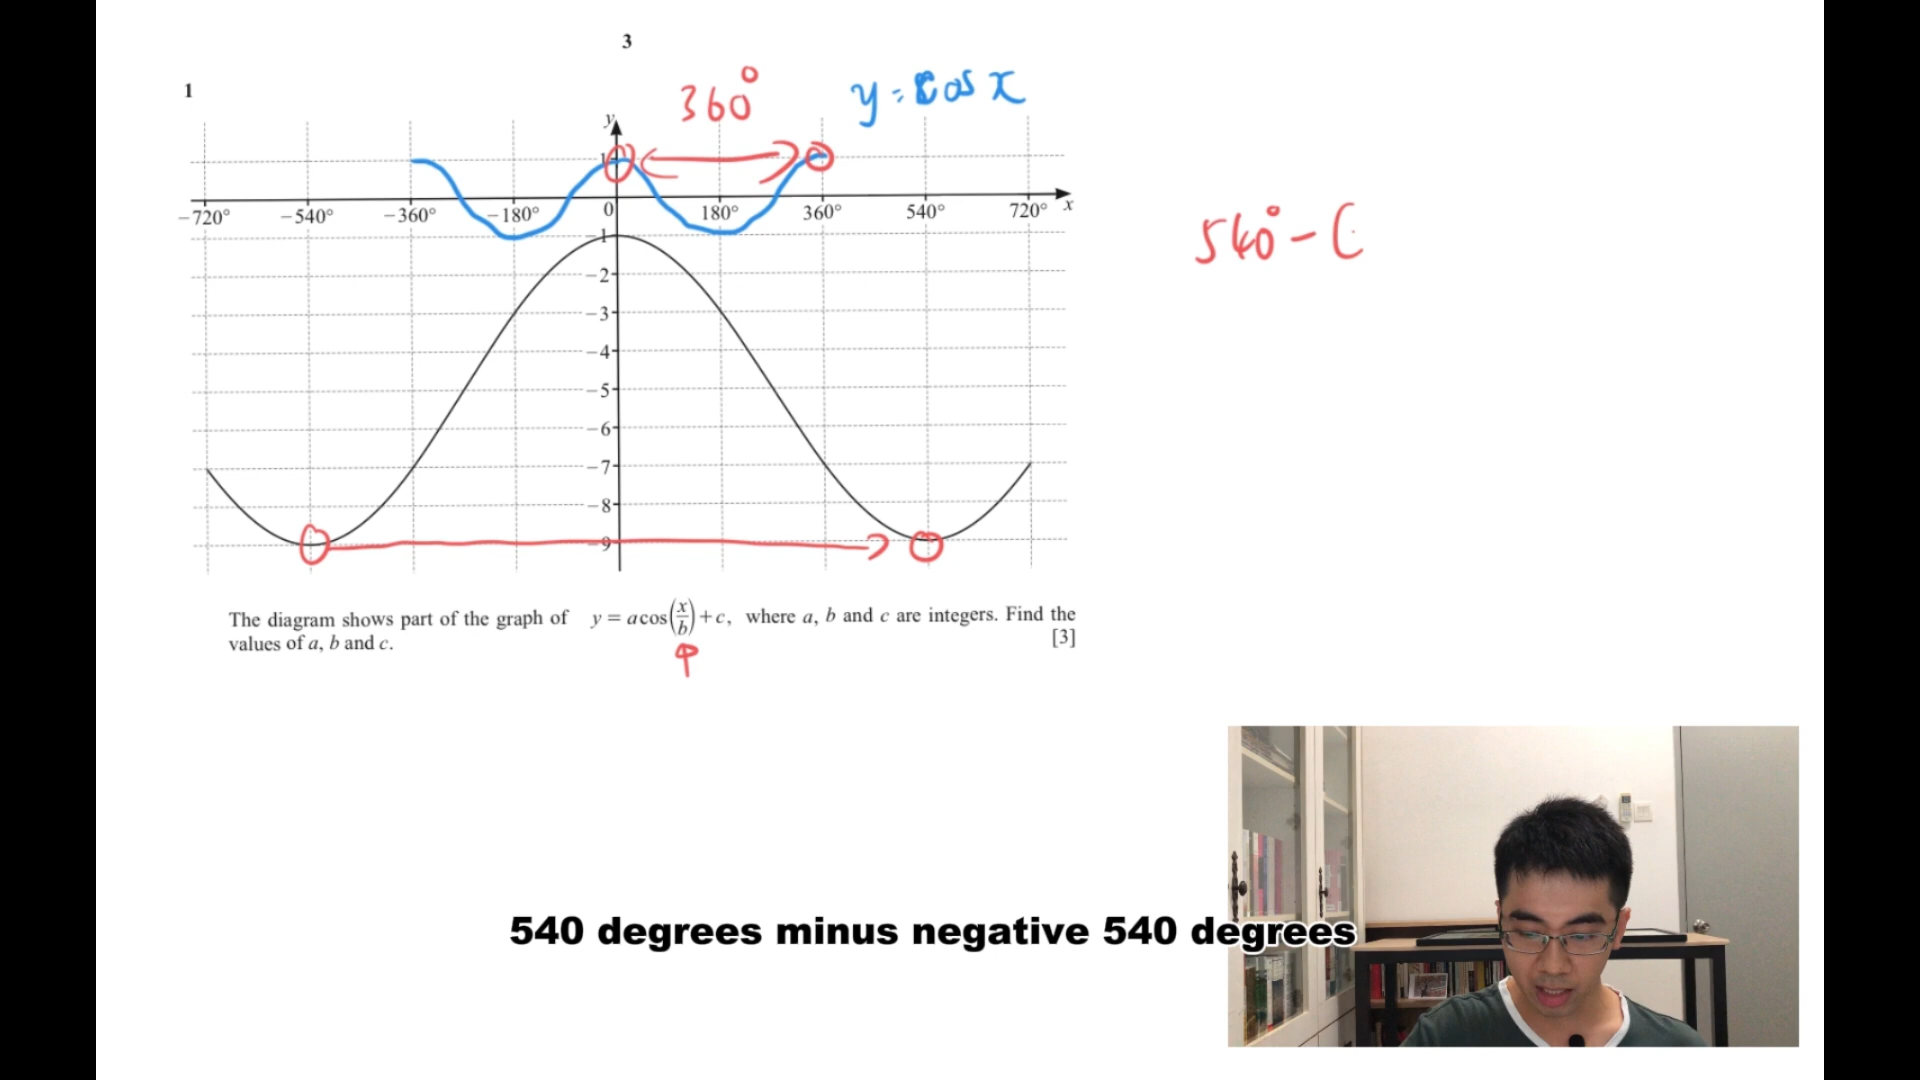 3
1
360°
y = cos x
y
1
−720° −540° −360° −180° 0 180° 360° 540° 720° x
−1
−2
−3
−4
−5
−6
−7
−8
−9
540° − (
The diagram shows part of the graph of y = a cos(x/b) + c, where a, b and c are integers. Find the
values of a, b and c. [3]
540 degrees minus negative 540 degrees